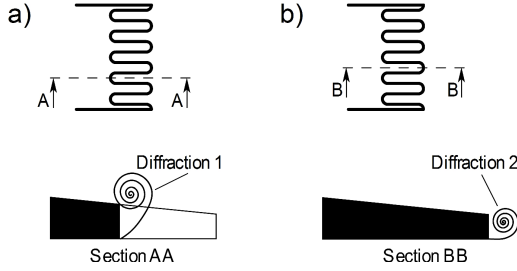 a)
b)
A
A
B
B
Diffraction 1
Diffraction 2
Section AA
Section BB